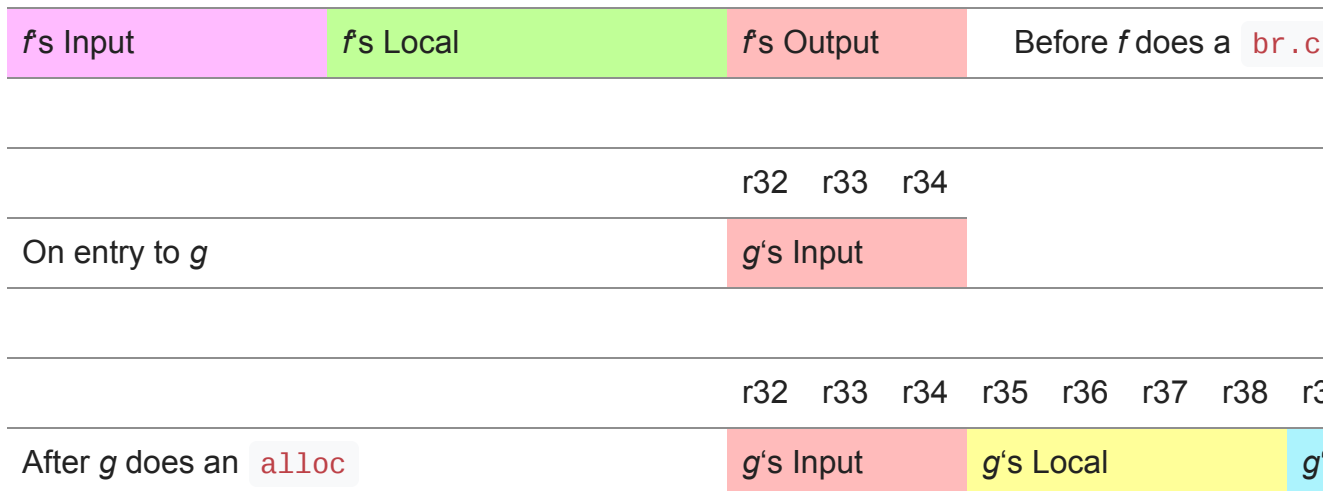 f's Input f's Local f's Output Before f does a br.c
r32 r33 r34
On entry to g g‘s Input
r32 r33 r34 r35 r36 r37 r38
After g does an alloc g‘s Input g‘s Local